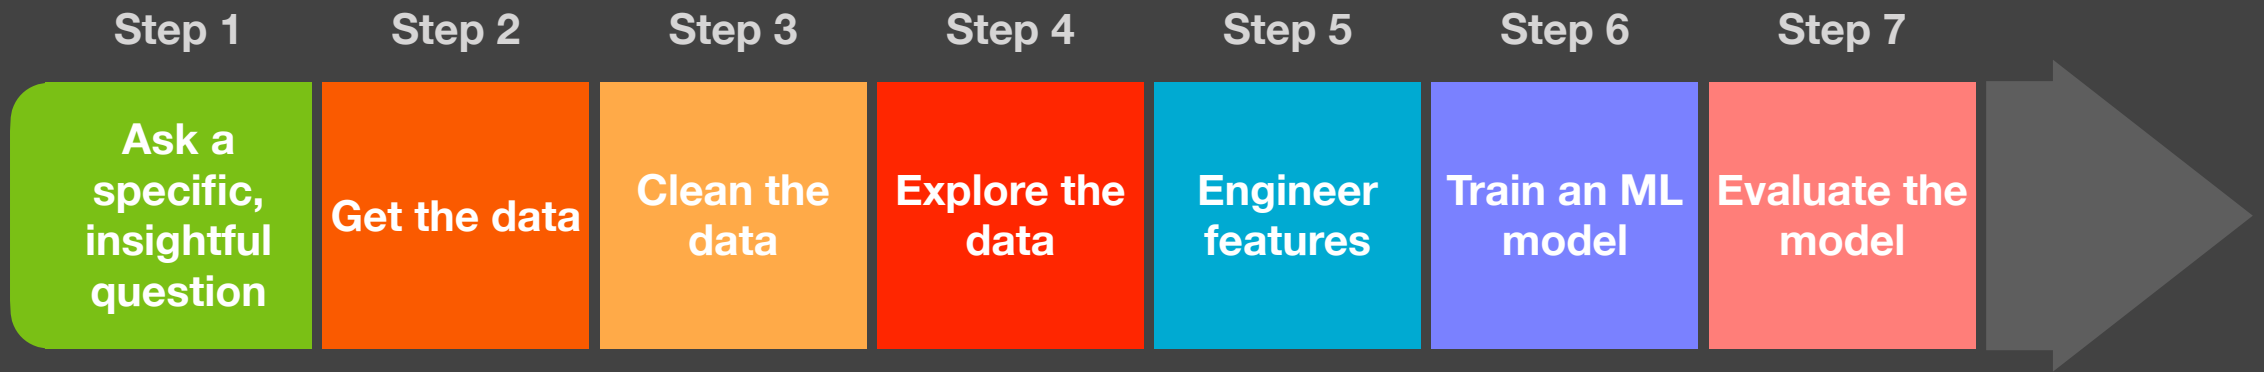 Step 1
Step 2
Step 3
Step 4
Step 5
Step 6
Step 7
Ask a
specific,
insightful
question
Get the data
Clean the
data
Explore the
data
Engineer
features
Train an ML
model
Evaluate the
model